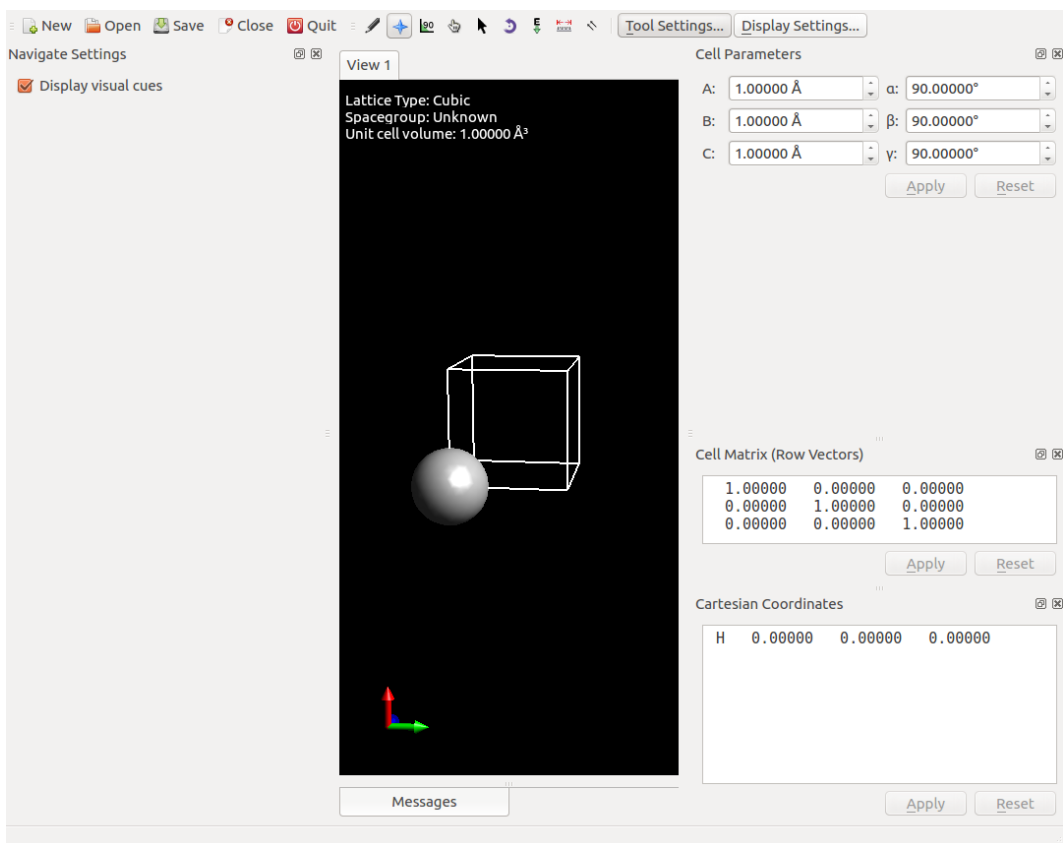 New Open Save Close Quit 90 E Tool Settings... Display Settings...
Navigate Settings
Display visual cues
View 1
Lattice Type: Cubic
Spacegroup: Unknown
Unit cell volume: 1.00000 Å³
Messages
Cell Parameters
A: 1.00000 Å α: 90.00000°
B: 1.00000 Å β: 90.00000°
C: 1.00000 Å γ: 90.00000°
Apply Reset
Cell Matrix (Row Vectors)
1.00000 0.00000 0.00000
0.00000 1.00000 0.00000
0.00000 0.00000 1.00000
Apply Reset
Cartesian Coordinates
H 0.00000 0.00000 0.00000
Apply Reset